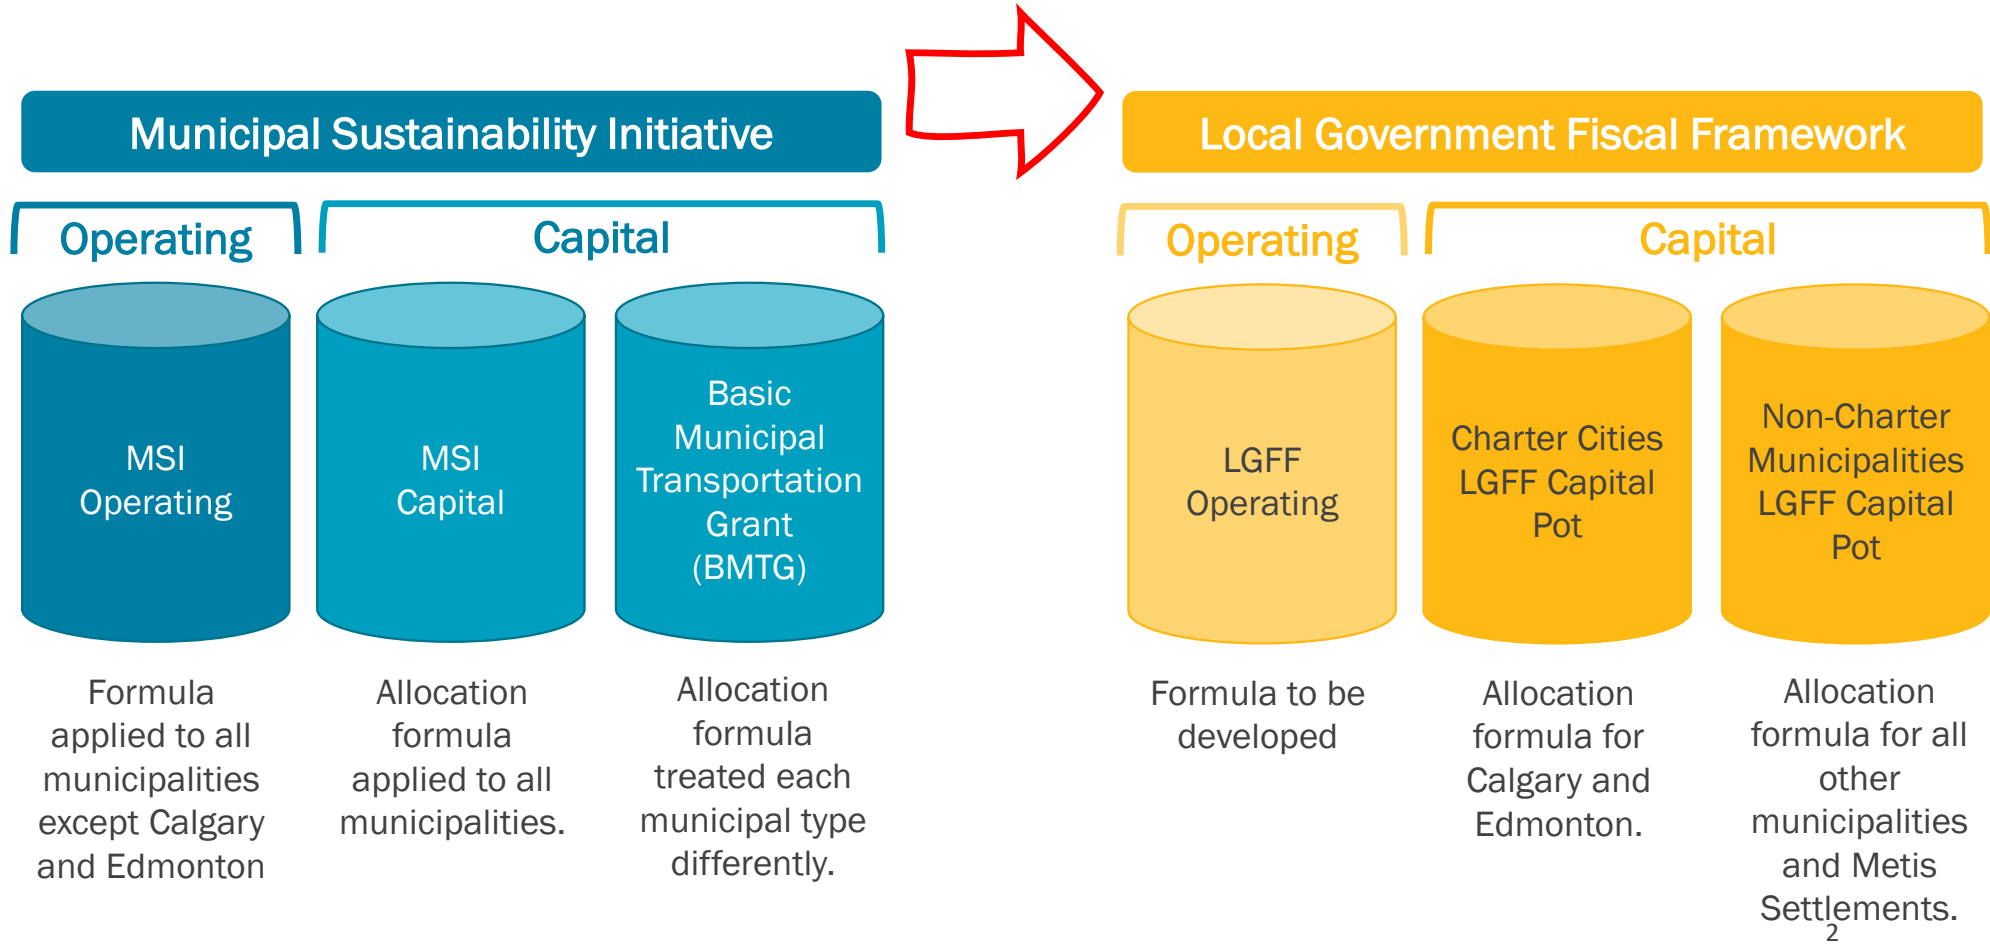 Municipal Sustainability Initiative
Operating
Capital
MSI
Operating
MSI
Capital
Basic
Municipal
Transportation
Grant
(BMTG)
Formula
applied to all
municipalities
except Calgary
and Edmonton
Allocation
formula
applied to all
municipalities.
Allocation
formula
treated each
municipal type
differently.
Local Government Fiscal Framework
Operating
Capital
LGFF
Operating
Charter Cities
LGFF Capital
Pot
Non-Charter
Municipalities
LGFF Capital
Pot
Formula to be
developed
Allocation
formula for
Calgary and
Edmonton.
Allocation
formula for all
other
municipalities
and Metis
Settlements.
2